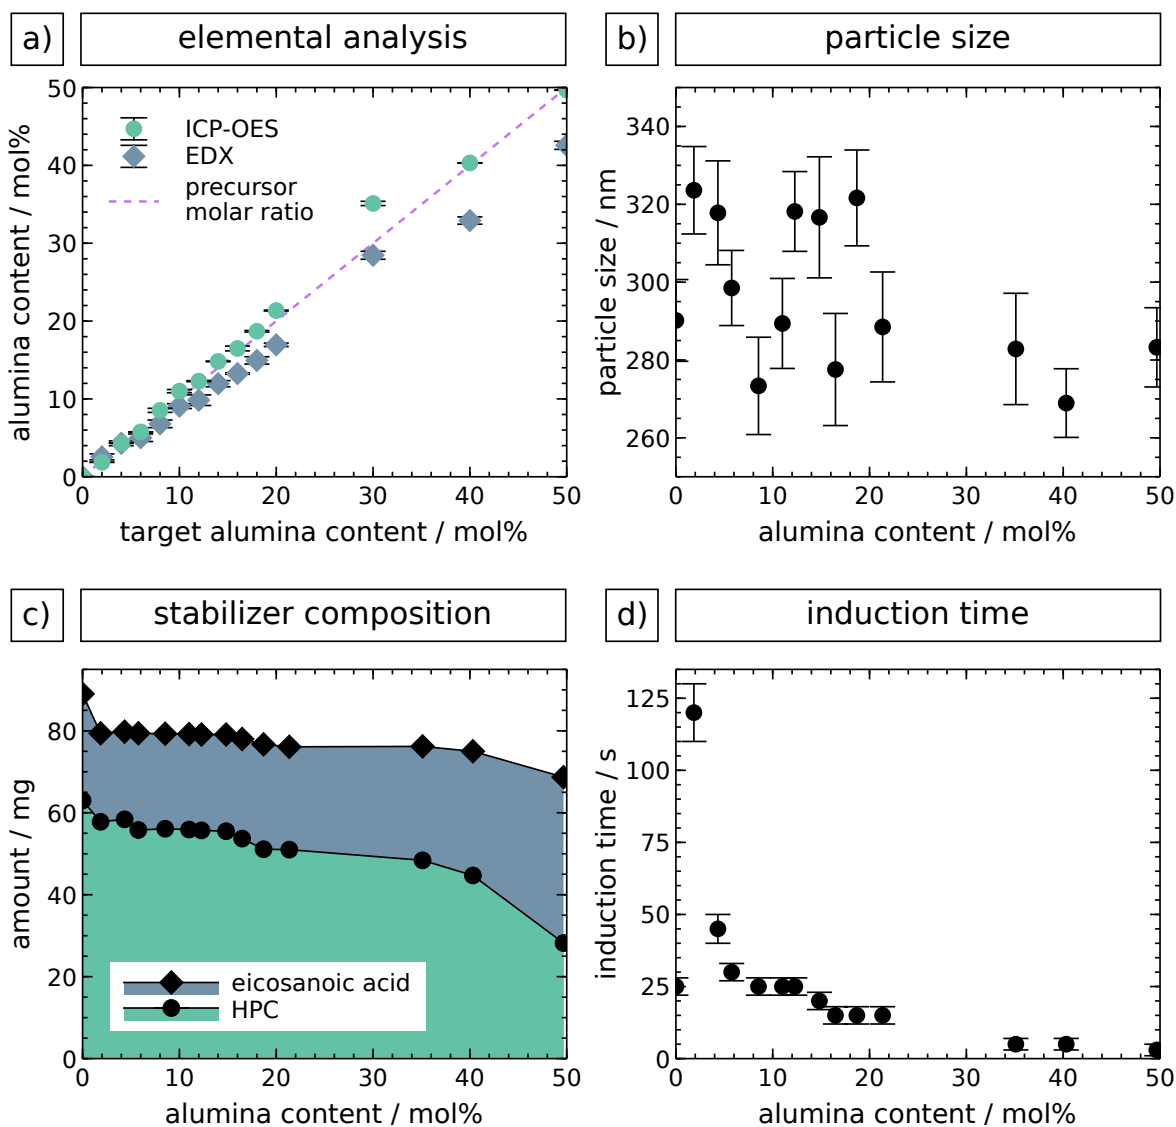 a)
elemental analysis
b)
particle size
50
40
30
20
10
0
alumina content / mol%
ICP-OES
EDX
precursor
molar ratio
0 10 20 30 40 50
target alumina content / mol%
340
320
300
280
260
particle size / nm
0 10 20 30 40 50
alumina content / mol%
c)
stabilizer composition
d)
induction time
80
60
40
20
0
amount / mg
eicosanoic acid
HPC
0 10 20 30 40 50
alumina content / mol%
125
100
75
50
25
0
induction time / s
0 10 20 30 40 50
alumina content / mol%